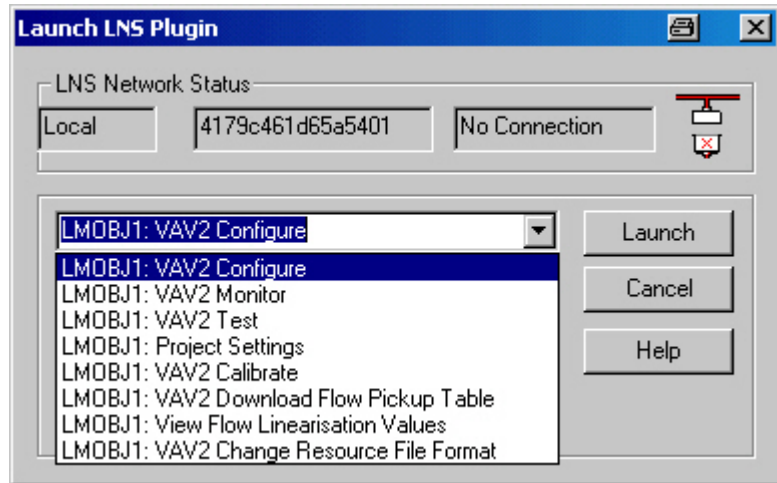 Launch LNS Plugin
LNS Network Status
Local
4179c461d65a5401
No Connection
LMOBJ1: VAV2 Configure
Launch
LMOBJ1: VAV2 Configure
LMOBJ1: VAV2 Monitor
LMOBJ1: VAV2 Test
LMOBJ1: Project Settings
LMOBJ1: VAV2 Calibrate
LMOBJ1: VAV2 Download Flow Pickup Table
LMOBJ1: View Flow Linearisation Values
LMOBJ1: VAV2 Change Resource File Format
Cancel
Help